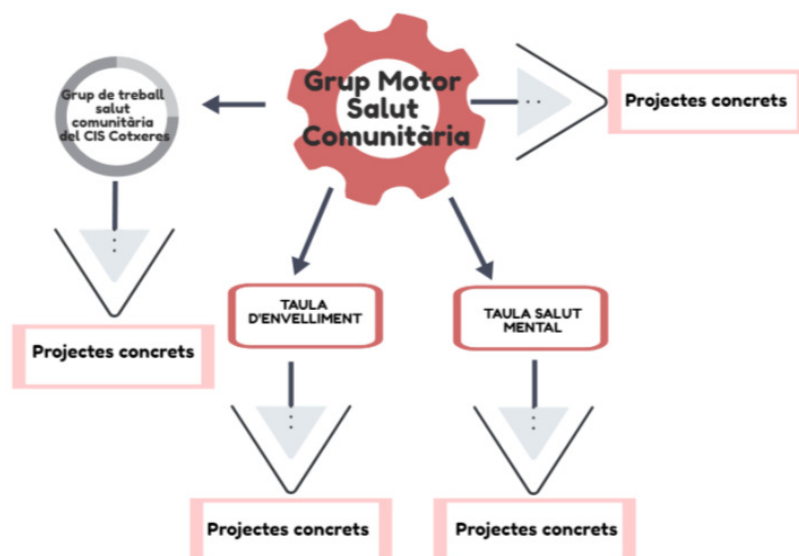 Grup Motor
Salut
Comunitària
Grup de treball
salut
comunitària
del CIS Cotxeres
Projectes concrets
TAULA
D'ENVELLIMENT
TAULA SALUT
MENTAL
Projectes concrets
Projectes concrets
Projectes concrets